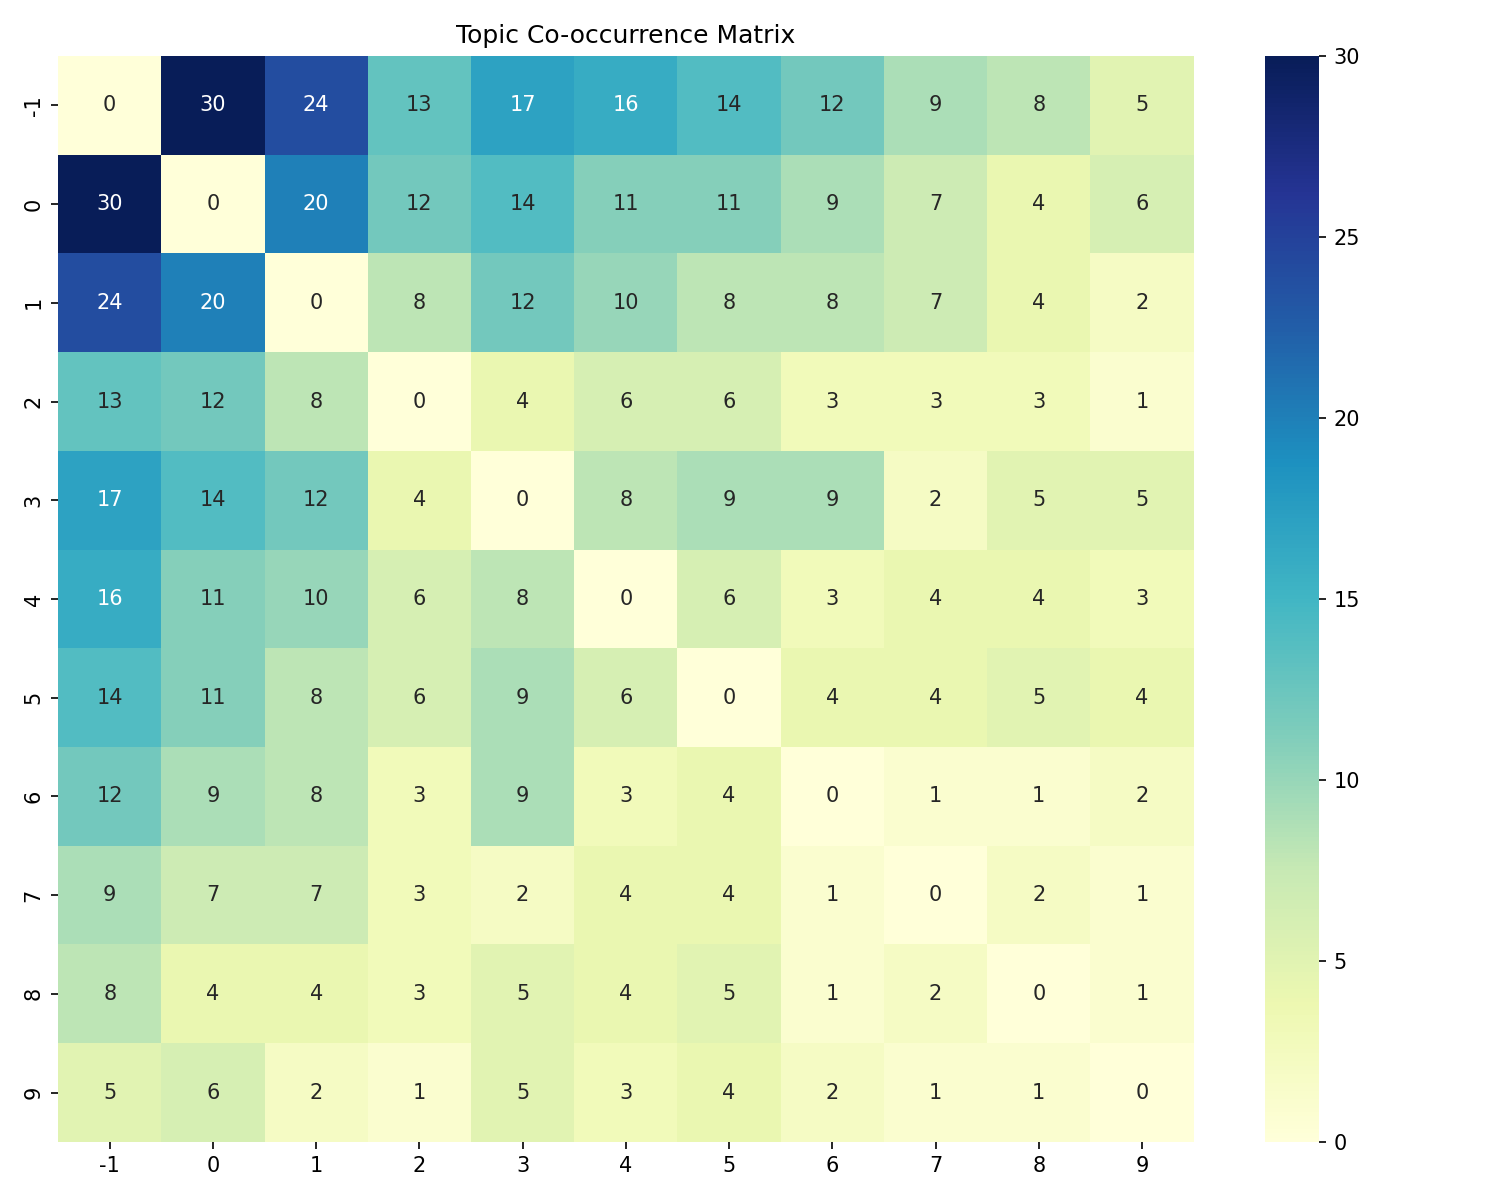 Topic Co-occurrence Matrix
-1 0 30 24 13 17 16 14 12 9 8 5
0 30 0 20 12 14 11 11 9 7 4 6
1 24 20 0 8 12 10 8 8 7 4 2
2 13 12 8 0 4 6 6 3 3 3 1
3 17 14 12 4 0 8 9 9 2 5 5
4 16 11 10 6 8 0 6 3 4 4 3
5 14 11 8 6 9 6 0 4 4 5 4
6 12 9 8 3 9 3 4 0 1 1 2
7 9 7 7 3 2 4 4 1 0 2 1
8 8 4 4 3 5 4 5 1 2 0 1
9 5 6 2 1 5 3 4 2 1 1 0
-1 0 1 2 3 4 5 6 7 8 9
30
25
20
15
10
5
0